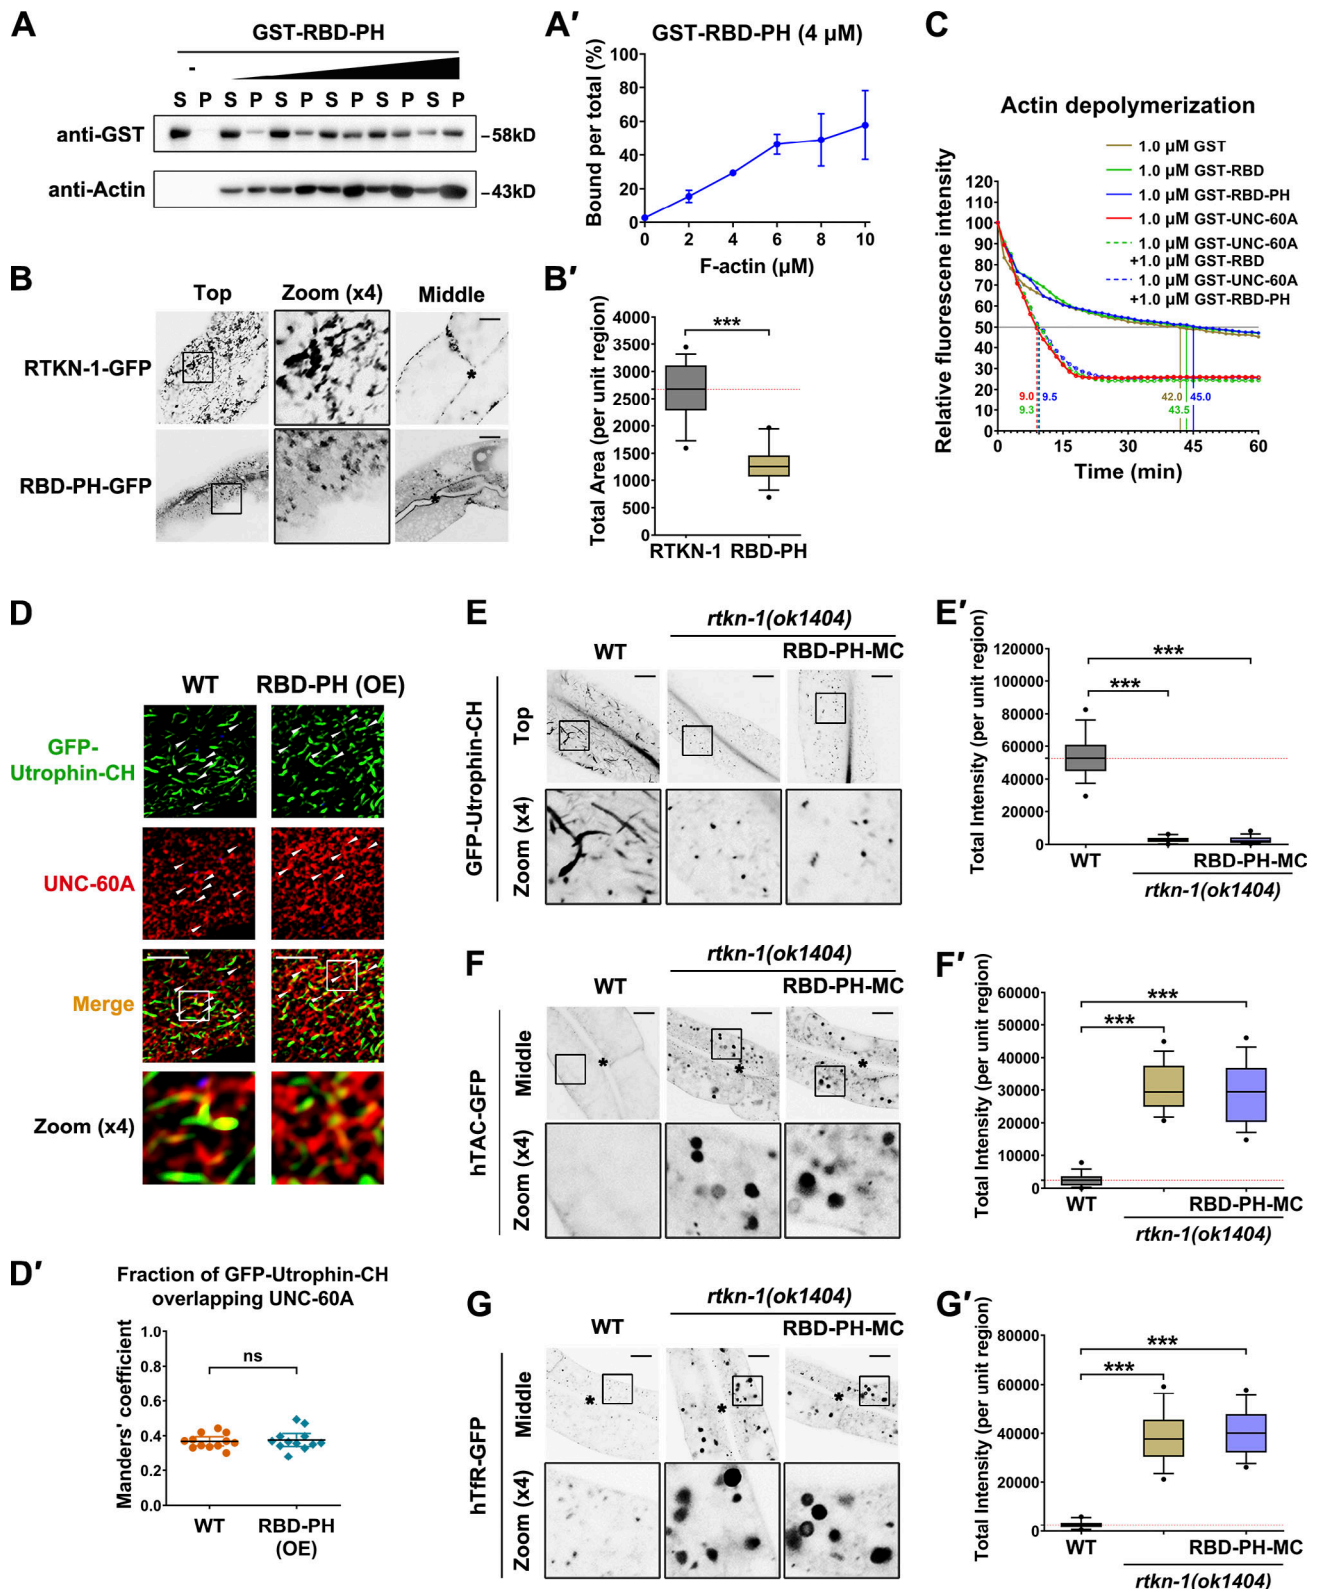 A
GST-RBD-PH
-
S P S P S P S P S P S P
anti-GST
-58kD
anti-Actin
-43kD
A′
GST-RBD-PH (4 μM)
Bound per total (%)
100
80
60
40
20
0
0 2 4 6 8 10
F-actin (μM)
B
Top
Zoom (x4)
Middle
RTKN-1-GFP
*
RBD-PH-GFP
*
B′
Total Area (per unit region)
4000
3500
3000
2500
2000
1500
1000
500
0
***
RTKN-1 RBD-PH
C
Actin depolymerization
1.0 μM GST
1.0 μM GST-RBD
1.0 μM GST-RBD-PH
1.0 μM GST-UNC-60A
1.0 μM GST-UNC-60A
+1.0 μM GST-RBD
1.0 μM GST-UNC-60A
+1.0 μM GST-RBD-PH
Relative fluorescene intensity
120
110
100
90
80
70
60
50
40
30
20
10
0
9.0
9.3
9.5
42.0
43.5
45.0
0 15 30 45 60
Time (min)
D
WT
RBD-PH (OE)
GFP-
Utrophin-CH
UNC-60A
Merge
Zoom (x4)
D′
Fraction of GFP-Utrophin-CH
overlapping UNC-60A
Manders' coefficient
1.0
0.8
0.6
0.4
0.2
0.0
ns
WT
RBD-PH
(OE)
E
rtkn-1(ok1404)
WT
RBD-PH-MC
GFP-Utrophin-CH
Top
Zoom (x4)
E′
Total Intensity (per unit region)
120000
100000
80000
60000
40000
20000
0
***
***
WT
RBD-PH-MC
rtkn-1(ok1404)
F
rtkn-1(ok1404)
WT
RBD-PH-MC
hTAC-GFP
Middle
Zoom (x4)
*
*
*
F′
Total Intensity (per unit region)
60000
50000
40000
30000
20000
10000
0
***
***
WT
RBD-PH-MC
rtkn-1(ok1404)
G
rtkn-1(ok1404)
WT
RBD-PH-MC
hTfR-GFP
Middle
Zoom (x4)
*
*
*
G′
Total Intensity (per unit region)
80000
60000
40000
20000
0
***
***
WT
RBD-PH-MC
rtkn-1(ok1404)